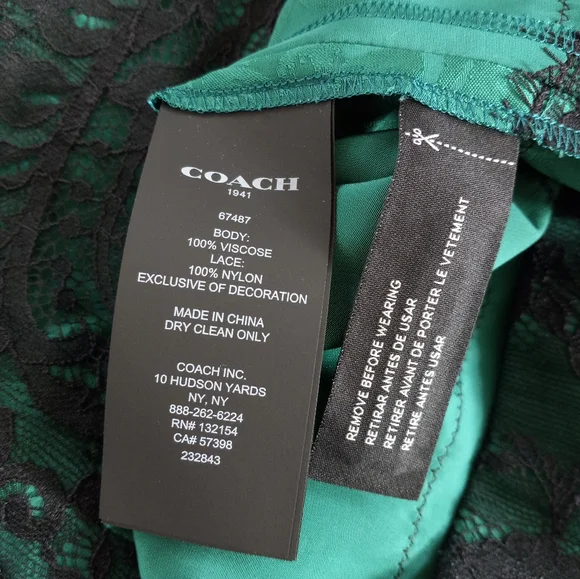 COACH
1941
67487
BODY:
100% VISCOSE
LACE:
100% NYLON
EXCLUSIVE OF DECORATION
MADE IN CHINA
DRY CLEAN ONLY
COACH INC.
10 HUDSON YARDS
NY, NY
888-262-6224
RN# 132154
CA# 57398
232843
REMOVE BEFORE WEARING
RETIRAR ANTES DE USAR
RETIRER AVANT DE PORTER LE VETEMENT
RETIRE ANTES USAR